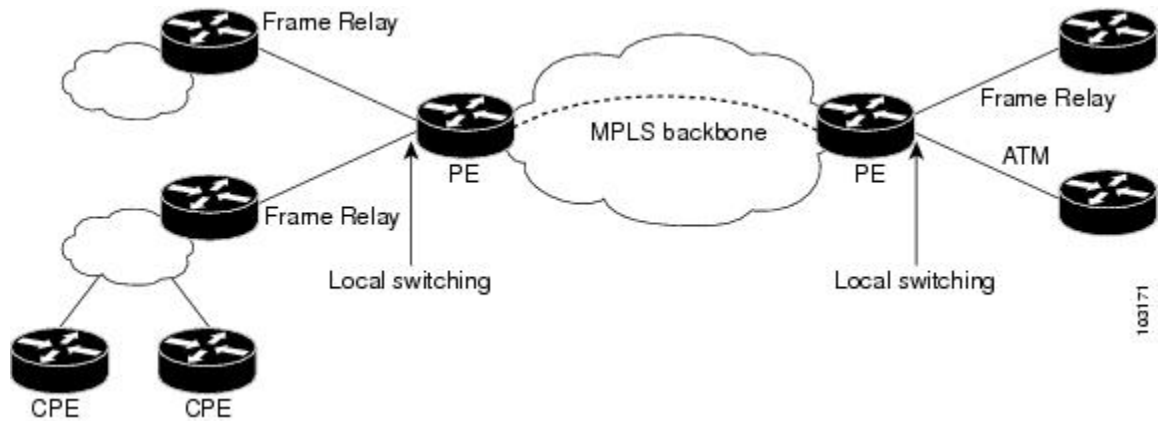 Frame Relay
Frame Relay
MPLS backbone
PE
PE
ATM
Frame Relay
Local switching
Local switching
CPE
CPE
103171